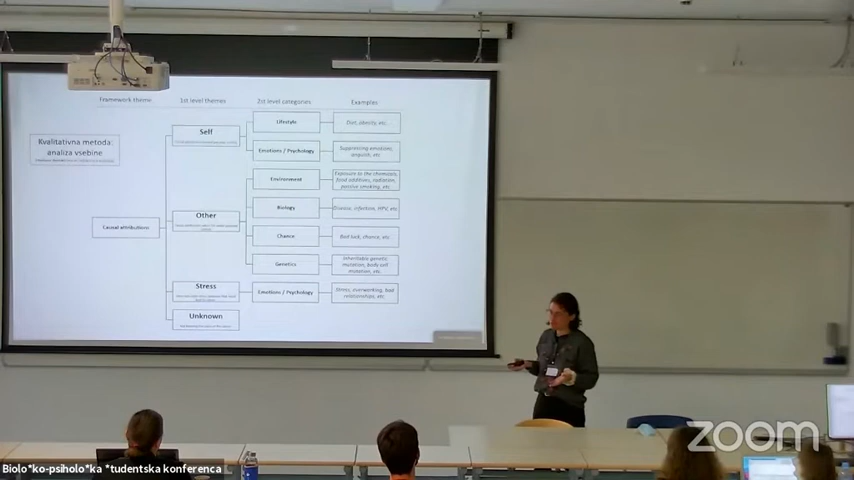 Framework theme
1st level themes
2st level categories
Examples
Kvalitativna metoda:
analiza vsebine
Causal attributions
Self
Lifestyle
Diet, obesity, etc.
Emotions / Psychology
Suppressing emotions,
anguish, etc.
Other
Environment
Exposure to the chemicals,
food additives, radiation,
passive smoking, etc.
Biology
Disease, infection, HPV, etc.
Chance
Bad luck, chance, etc.
Genetics
Inheritable genetic
mutation, body cell
mutation, etc.
Stress
Emotions / Psychology
Stress, overworking, bad
relationships, etc.
Unknown
zoom
Biolo*ko-psiholo*ka *tudentska konferenca